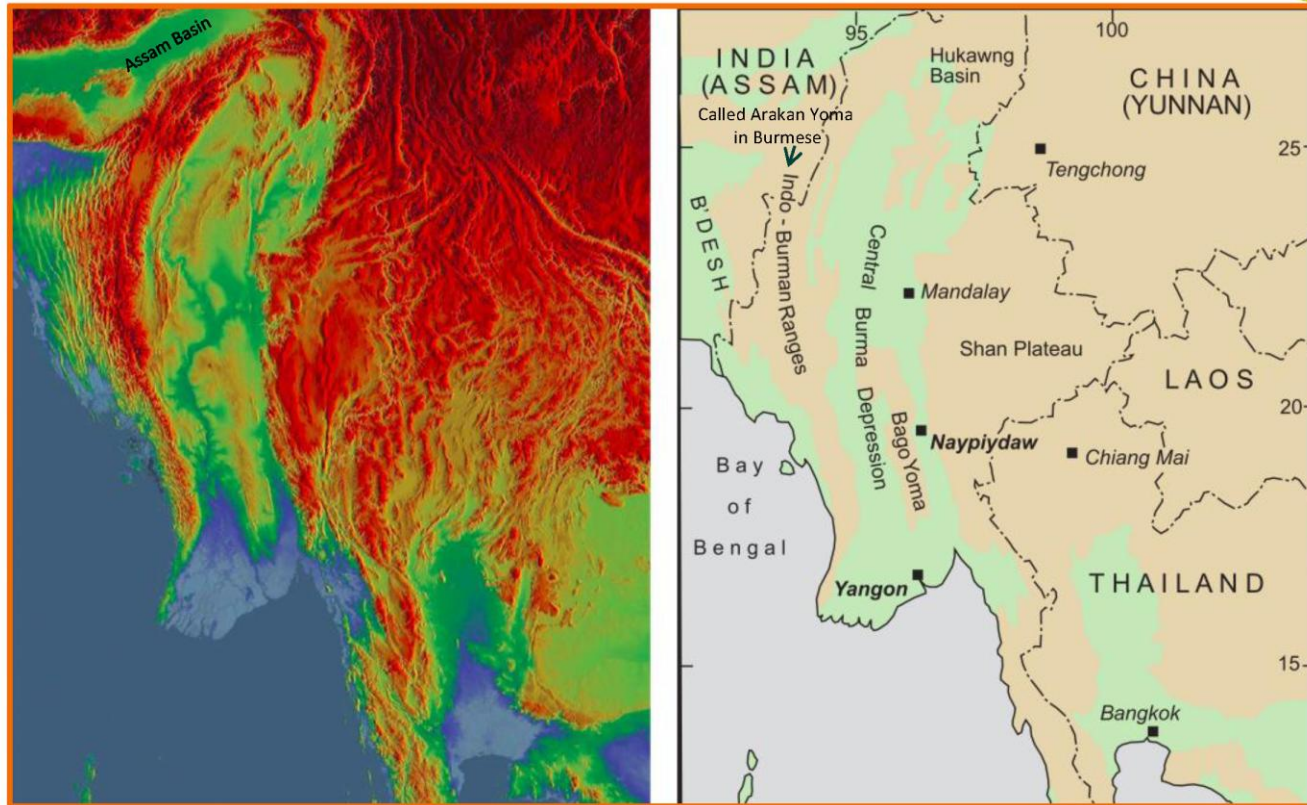 Assam Basin
95
100
INDIA
(ASSAM)
Hukawng
Basin
CHINA
(YUNNAN)
Called Arakan Yoma
in Burmese
25
Tengchong
B'DESH
Indo - Burman Ranges
Central Burma Depression
Mandalay
Shan Plateau
LAOS
20
Bago Yoma
Naypiydaw
Chiang Mai
Bay
of
Bengal
Yangon
THAILAND
15
Bangkok